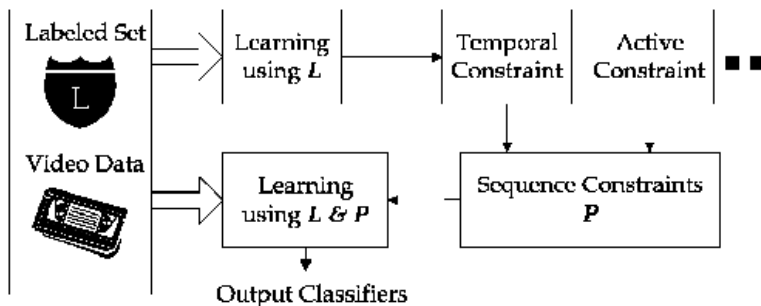 Labeled Set
L
Learning
using L
Temporal
Constraint
Active
Constraint
Video Data
Learning
using L & P
Sequence Constraints
P
Output Classifiers